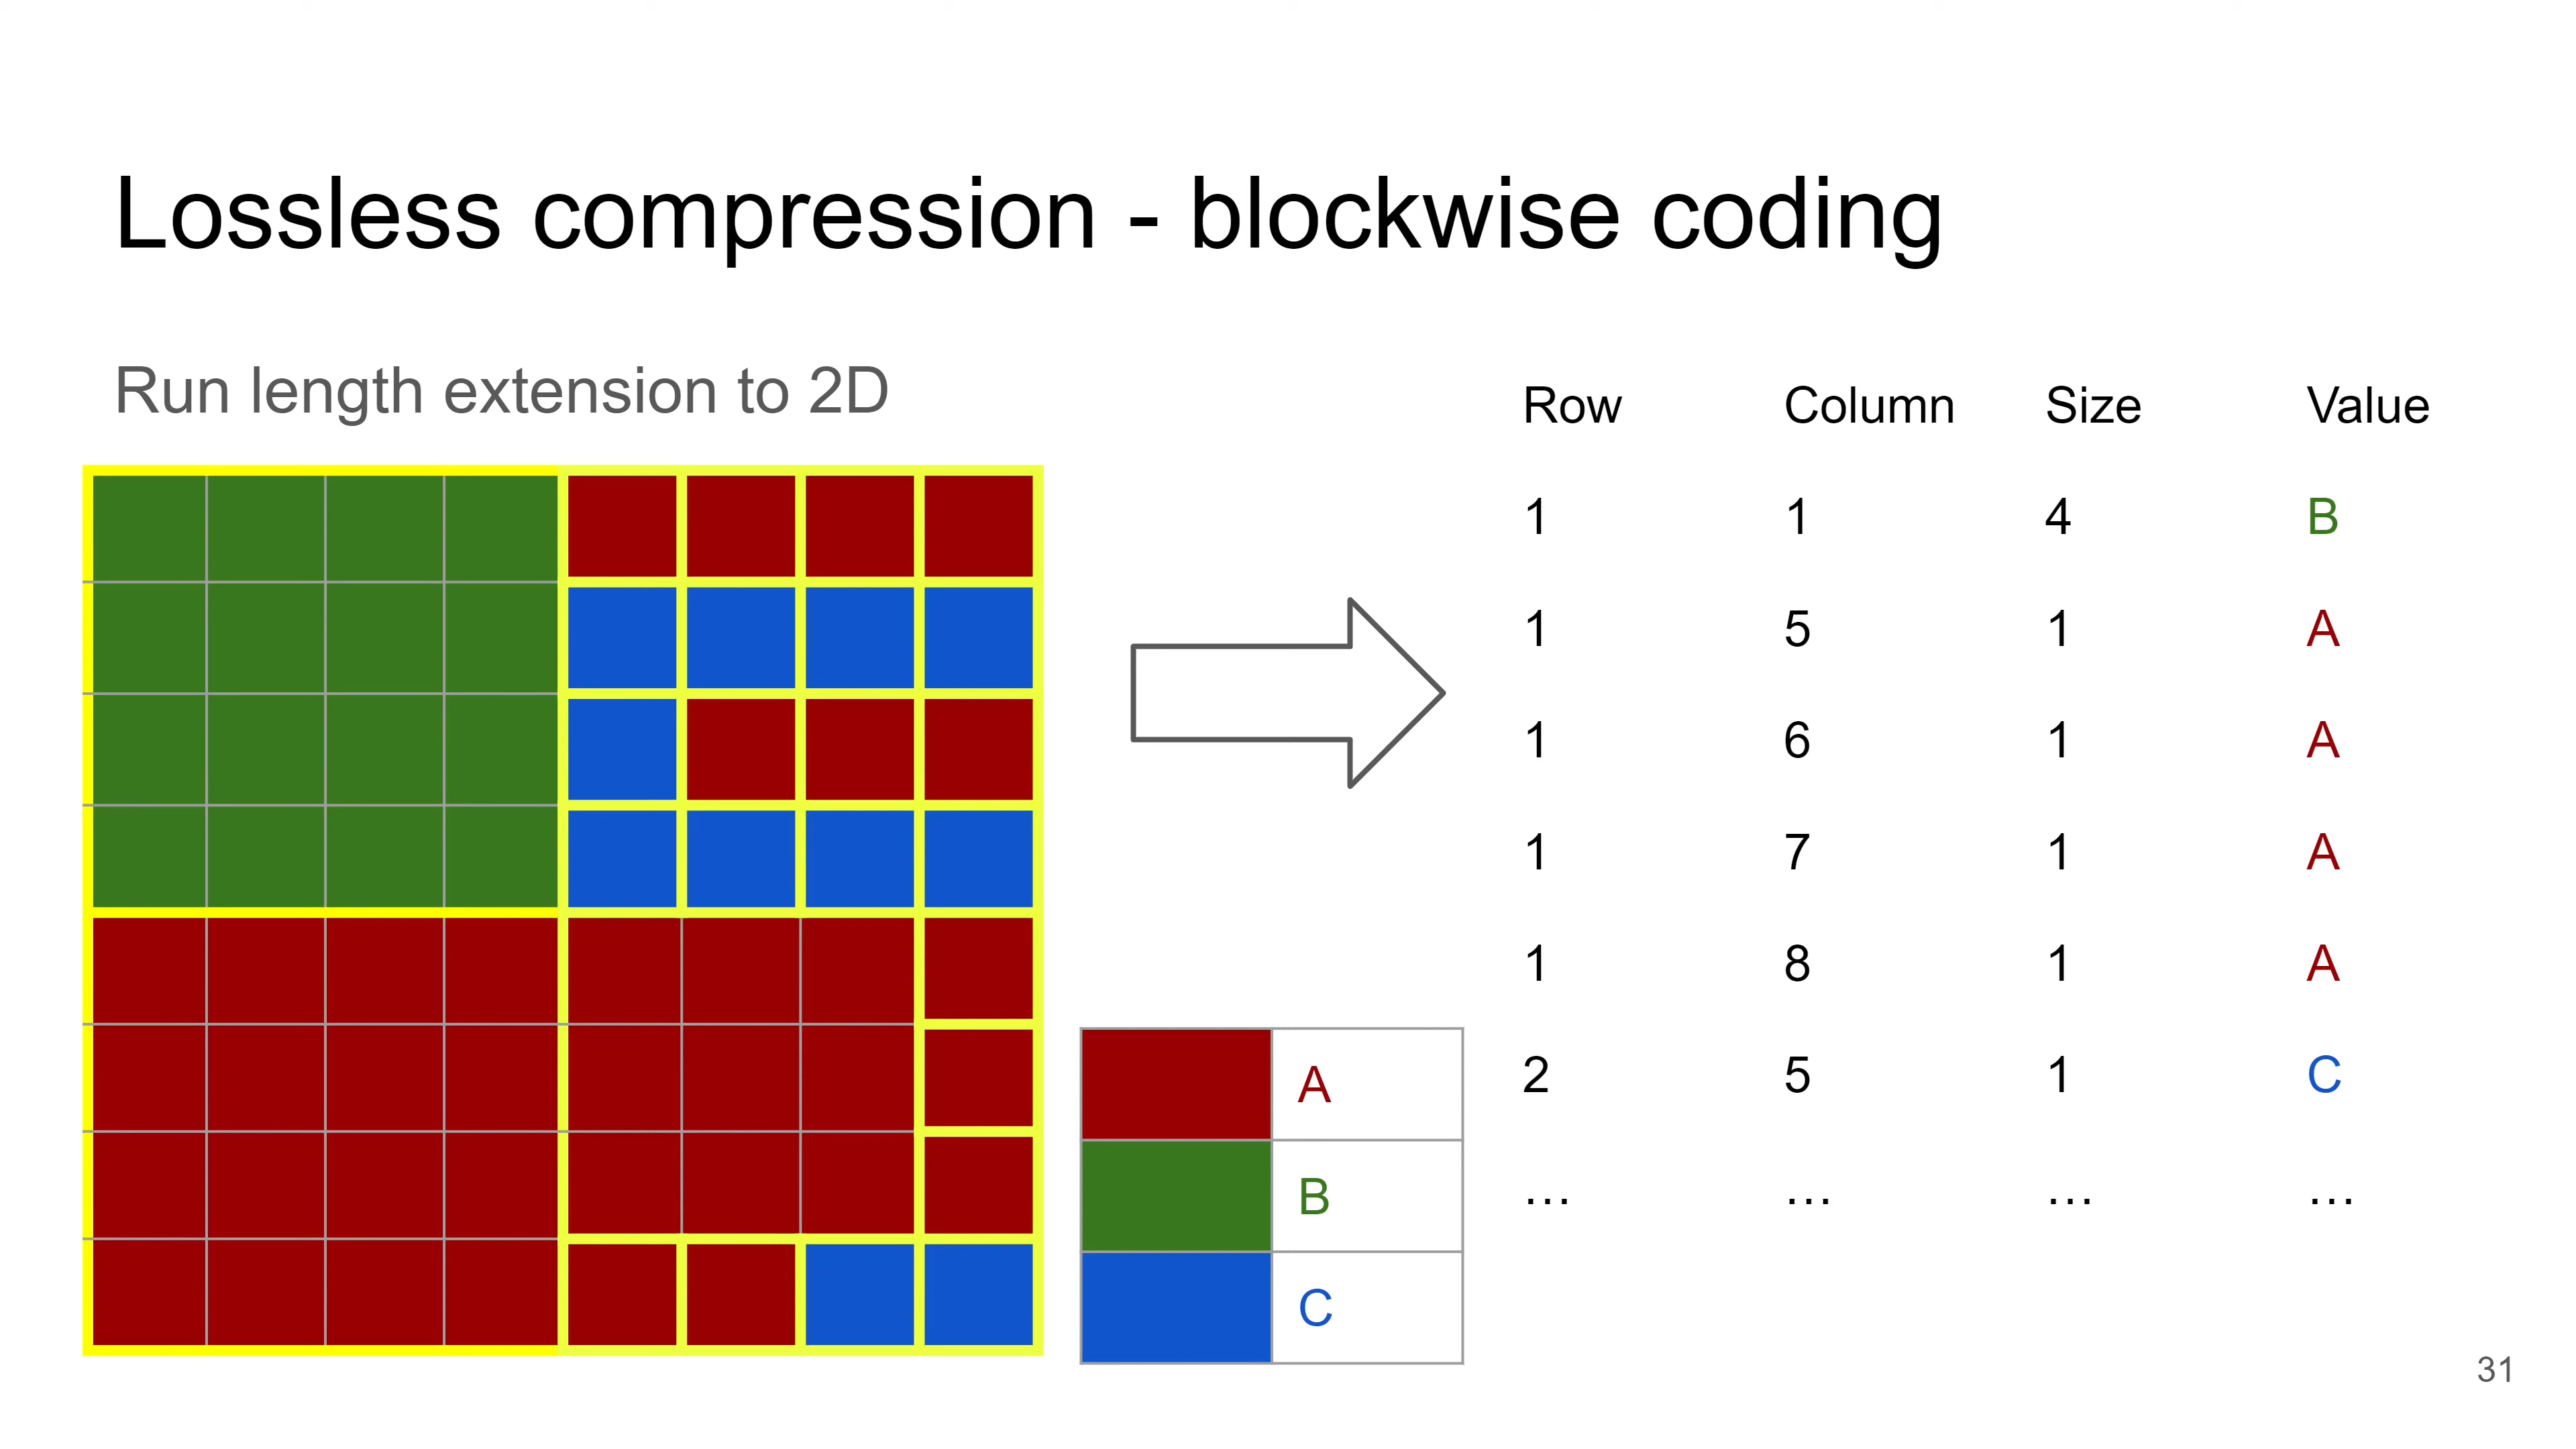 Lossless compression - blockwise coding
Run length extension to 2D
Row Column Size Value
1 1 4 B
1 5 1 A
1 6 1 A
1 7 1 A
1 8 1 A
2 5 1 C
… … … …
A
B
C
31